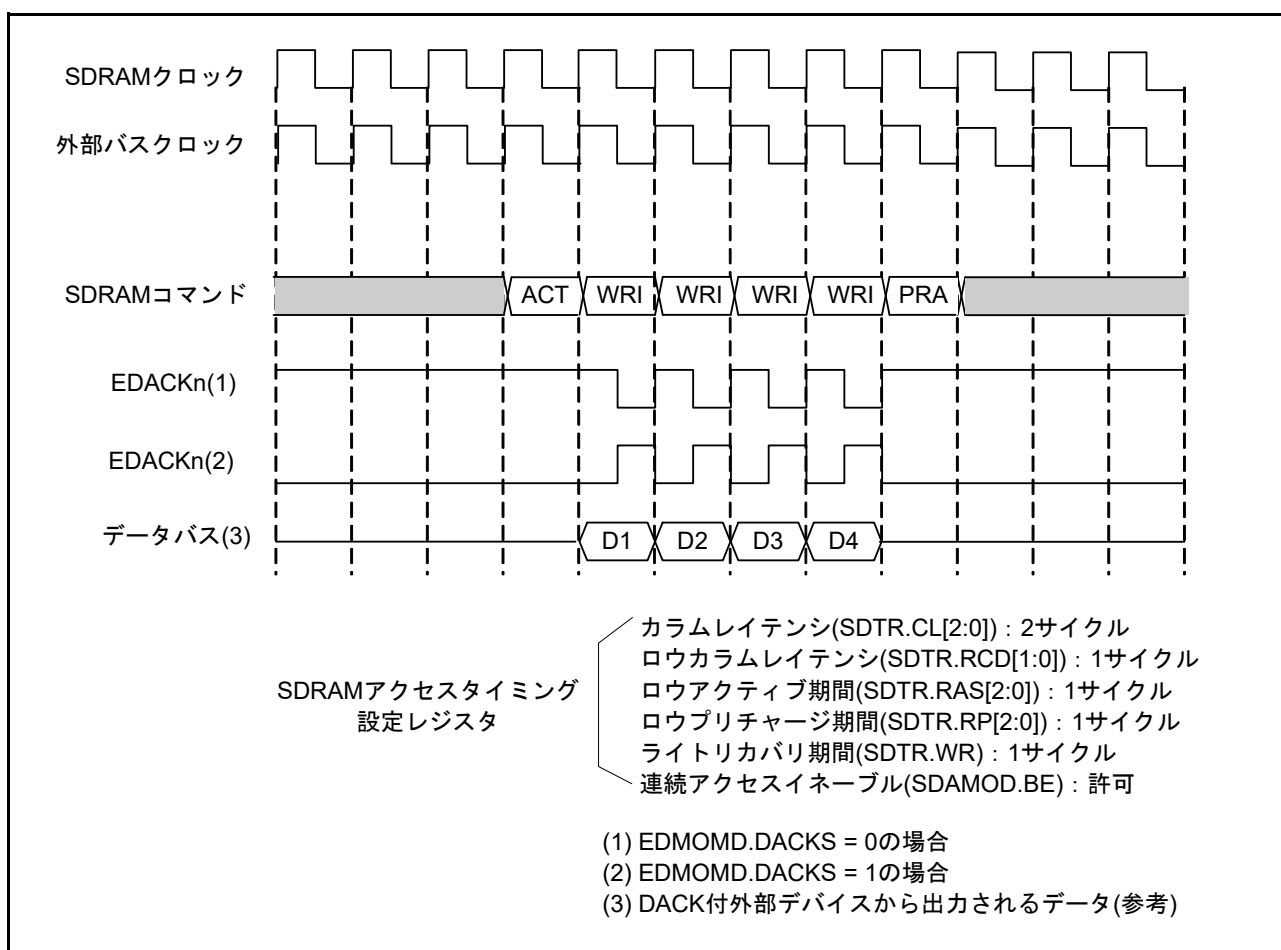 SDRAMクロック
外部バスクロック
SDRAMコマンド
ACT WRI WRI WRI WRI PRA
EDACKn(1)
EDACKn(2)
データバス(3)
D1 D2 D3 D4
SDRAMアクセスタイミング
設定レジスタ
カラムレイテンシ(SDTR.CL[2:0])：2サイクル
ロウカラムレイテンシ(SDTR.RCD[1:0])：1サイクル
ロウアクティブ期間(SDTR.RAS[2:0])：1サイクル
ロウプリチャージ期間(SDTR.RP[2:0])：1サイクル
ライトリカバリ期間(SDTR.WR)：1サイクル
連続アクセスイネーブル(SDAMOD.BE)：許可
(1) EDMOMD.DACKS = 0の場合
(2) EDMOMD.DACKS = 1の場合
(3) DACK付外部デバイスから出力されるデータ(参考)